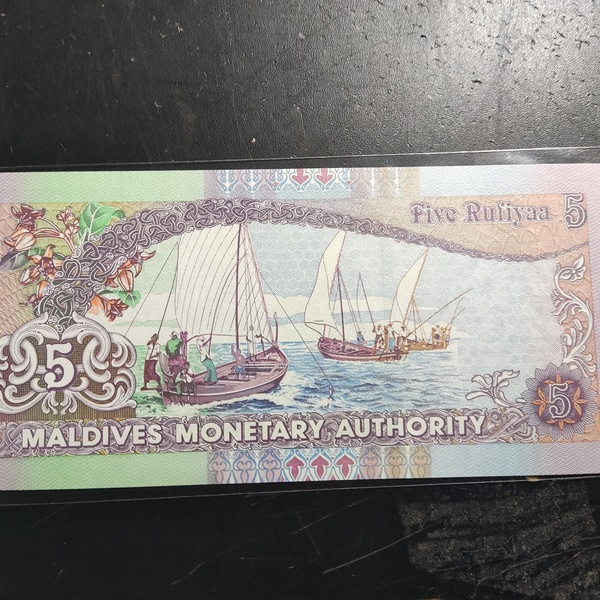 Five Rufiyaa 5
5
5
MALDIVES MONETARY AUTHORITY